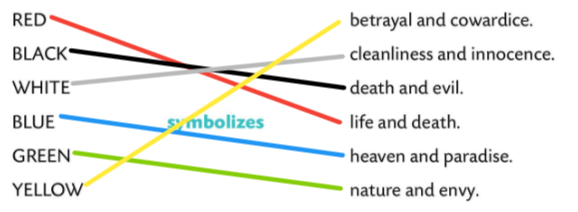 RED betrayal and cowardice.
BLACK cleanliness and innocence.
WHITE death and evil.
BLUE symbolizes life and death.
GREEN heaven and paradise.
YELLOW nature and envy.